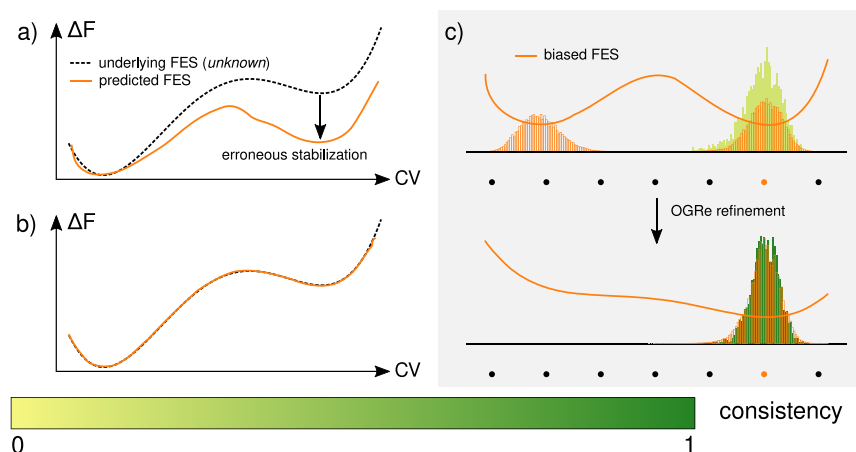 a)
ΔF
underlying FES (unknown)
predicted FES
erroneous stabilization
CV
b)
ΔF
CV
c)
biased FES
OGRe refinement
consistency
0
1